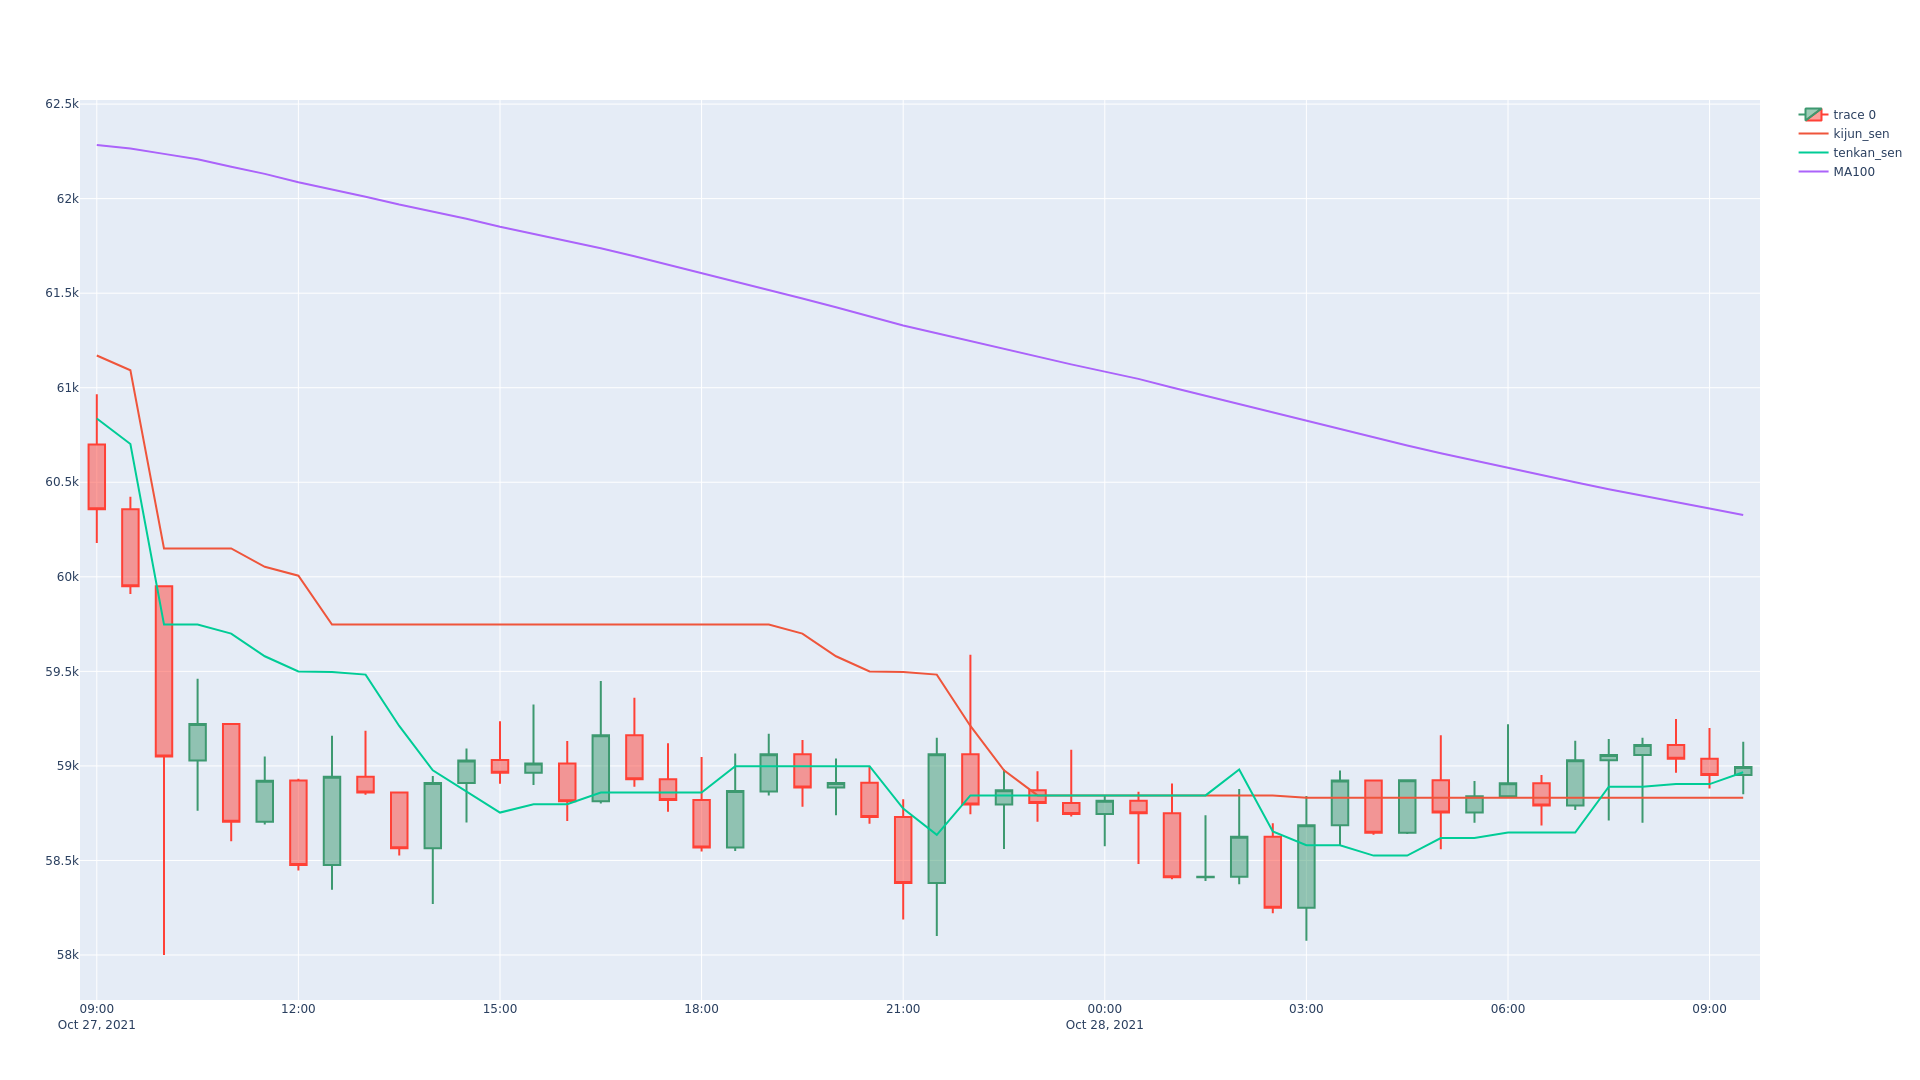 62.5k
62k
61.5k
61k
60.5k
60k
59.5k
59k
58.5k
58k
09:00 12:00 15:00 18:00 21:00 00:00 03:00 06:00 09:00
Oct 27, 2021 Oct 28, 2021
trace 0
kijun_sen
tenkan_sen
MA100